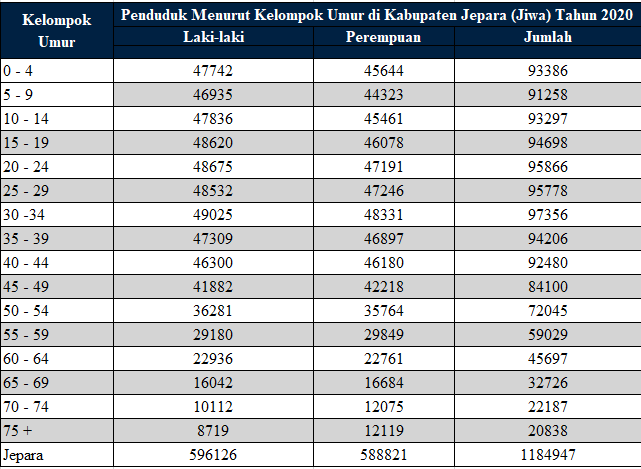 Kelompok Umur Penduduk Menurut Kelompok Umur di Kabupaten Jepara (Jiwa) Tahun 2020
Laki-laki Perempuan Jumlah
0 - 4 47742 45644 93386
5 - 9 46935 44323 91258
10 - 14 47836 45461 93297
15 - 19 48620 46078 94698
20 - 24 48675 47191 95866
25 - 29 48532 47246 95778
30 -34 49025 48331 97356
35 - 39 47309 46897 94206
40 - 44 46300 46180 92480
45 - 49 41882 42218 84100
50 - 54 36281 35764 72045
55 - 59 29180 29849 59029
60 - 64 22936 22761 45697
65 - 69 16042 16684 32726
70 - 74 10112 12075 22187
75 + 8719 12119 20838
Jepara 596126 588821 1184947